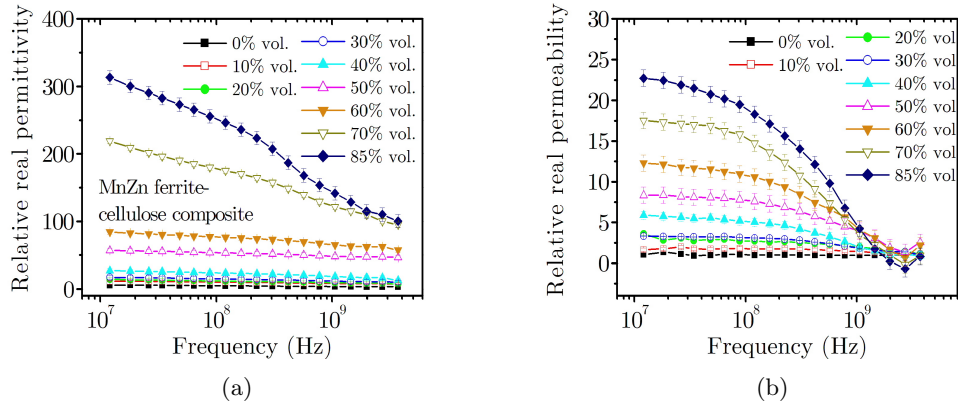 Relative real permittivity
400
300
200
100
0
0% vol.
10% vol.
20% vol.
30% vol.
40% vol.
50% vol.
60% vol.
70% vol.
85% vol.
MnZn ferrite-
cellulose composite
10^7
10^8
10^9
Frequency (Hz)
(a)
Relative real permeability
30
25
20
15
10
5
0
0% vol.
10% vol.
20% vol.
30% vol.
40% vol.
50% vol.
60% vol.
70% vol.
85% vol
10^7
10^8
10^9
Frequency (Hz)
(b)